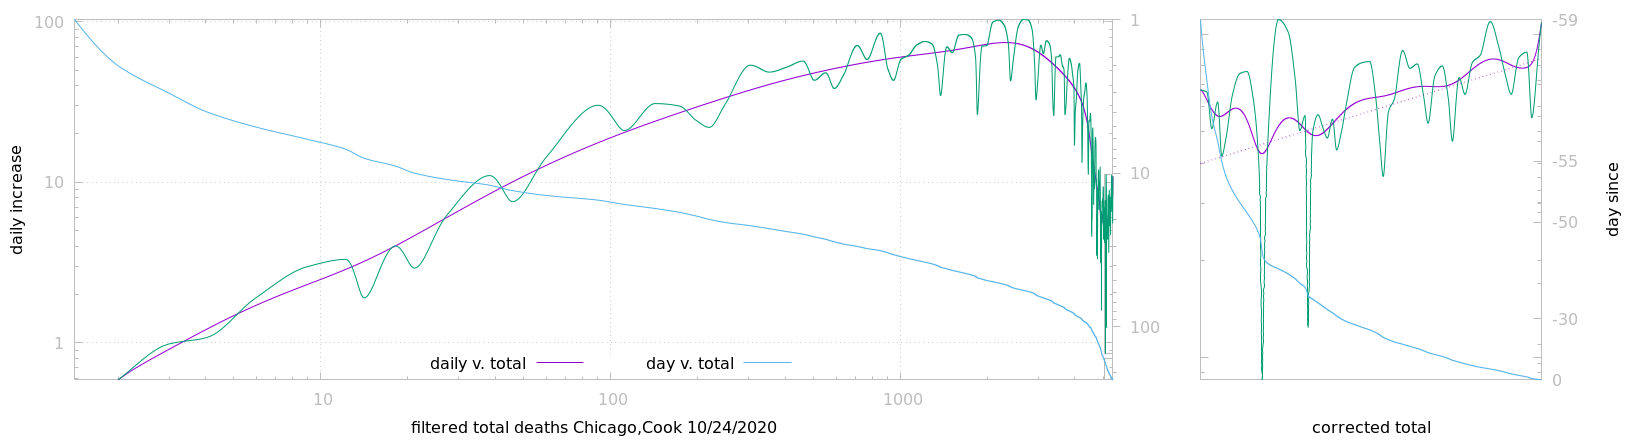 100
10
1
daily increase
10
100
1000
filtered total deaths Chicago,Cook 10/24/2020
daily v. total
day v. total
1
10
100
-59
-55
-50
-30
0
day since
corrected total